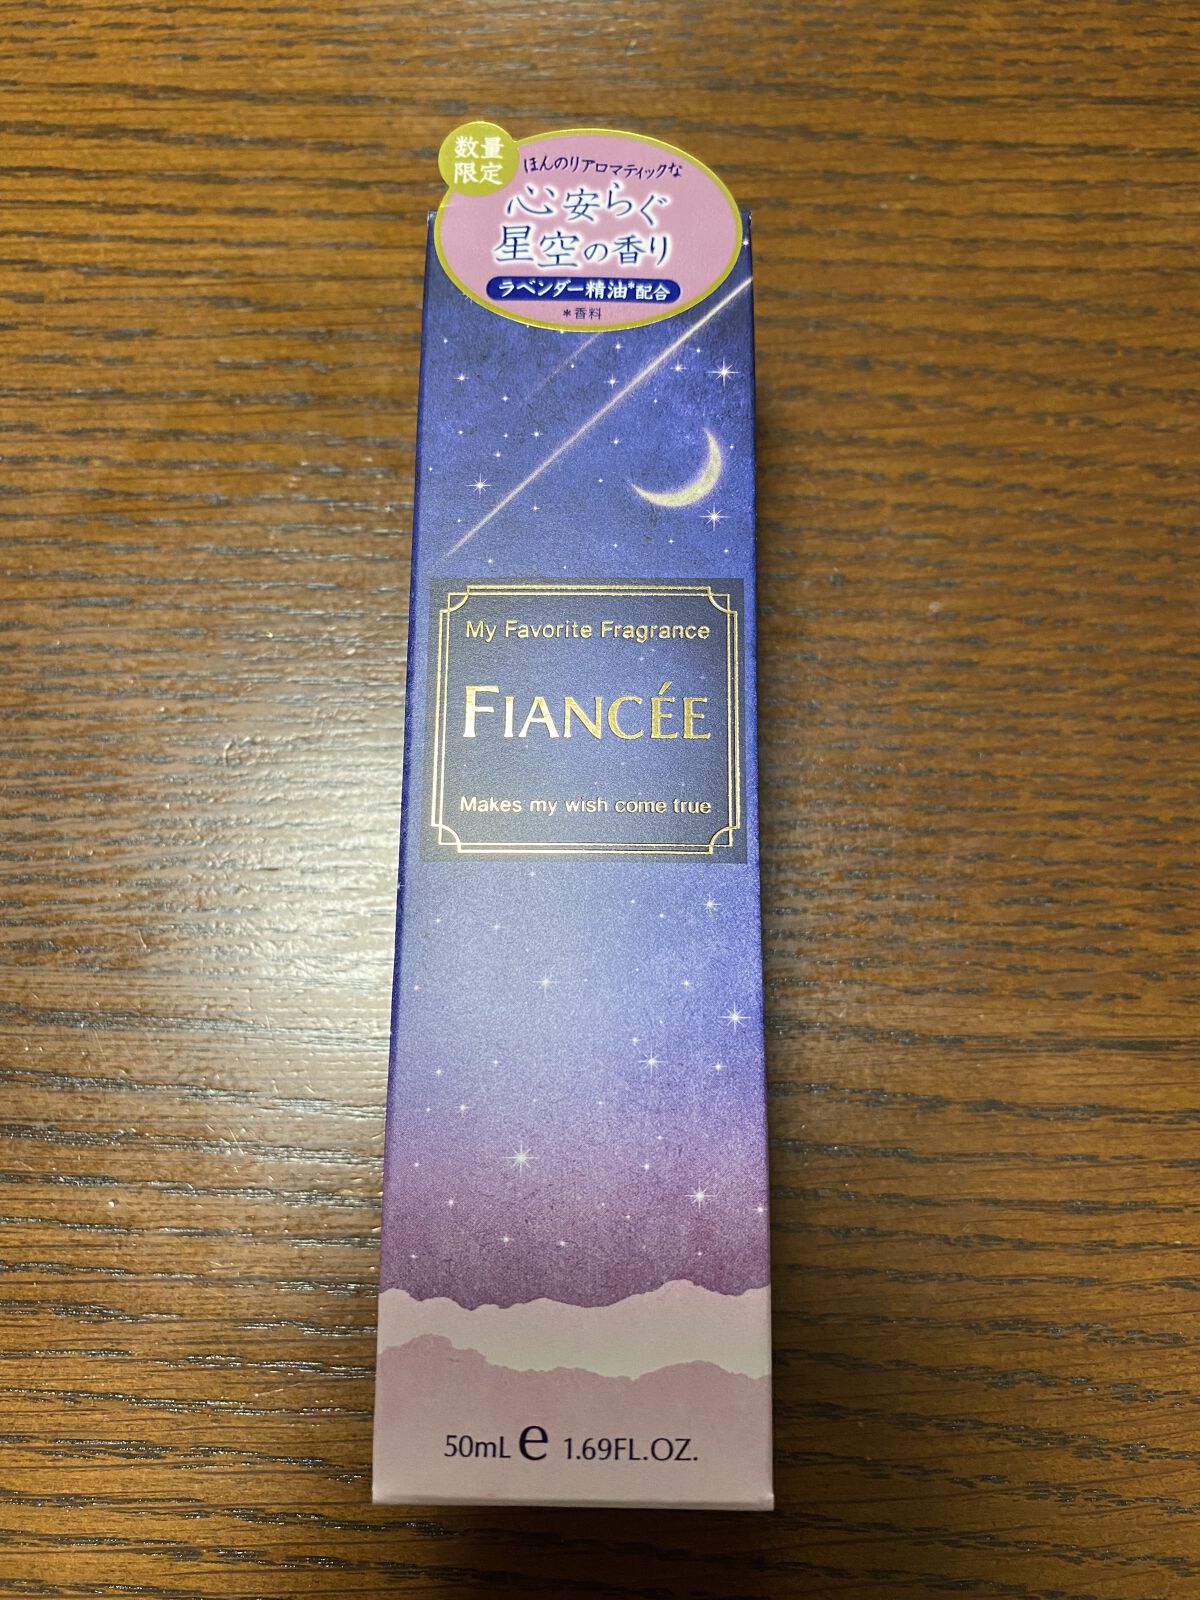 数量
限定
ほんのりアロマティックな
心安らぐ
星空の香り
ラベンダー精油*配合
*香料
My Favorite Fragrance
FIANCÉE
Makes my wish come true
50mL e 1.69FL.OZ.